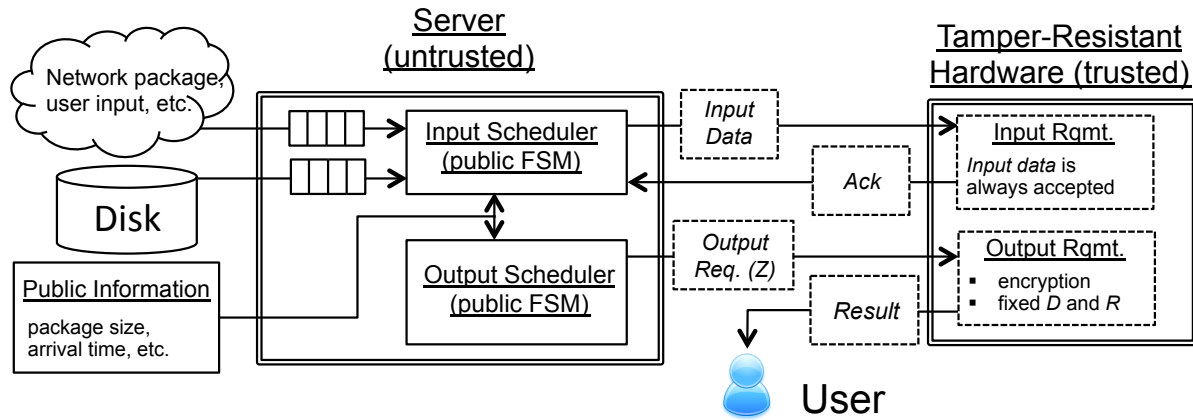 Server
(untrusted)
Tamper-Resistant
Hardware (trusted)
Network package,
user input, etc.
Disk
Public Information
package size,
arrival time, etc.
Input Scheduler
(public FSM)
Output Scheduler
(public FSM)
Input
Data
Ack
Output
Req. (Z)
Result
Input Rqmt.
Input data is
always accepted
Output Rqmt.
▪ encryption
▪ fixed D and R
User